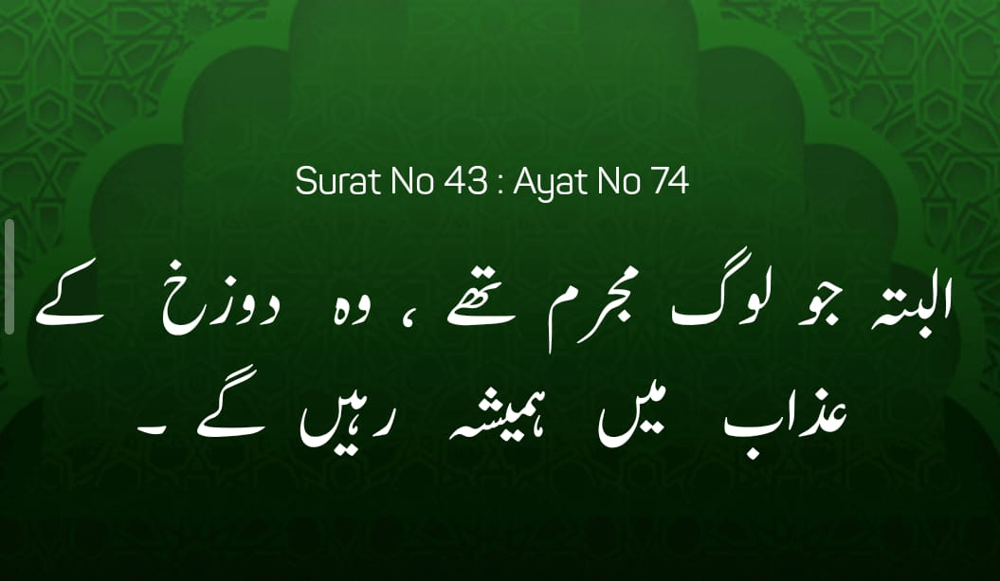 Surat No 43 : Ayat No 74
البتہ جو لوگ مجرم تھے ، وہ دوزخ کے
عذاب میں ہمیشہ رہیں گے ۔